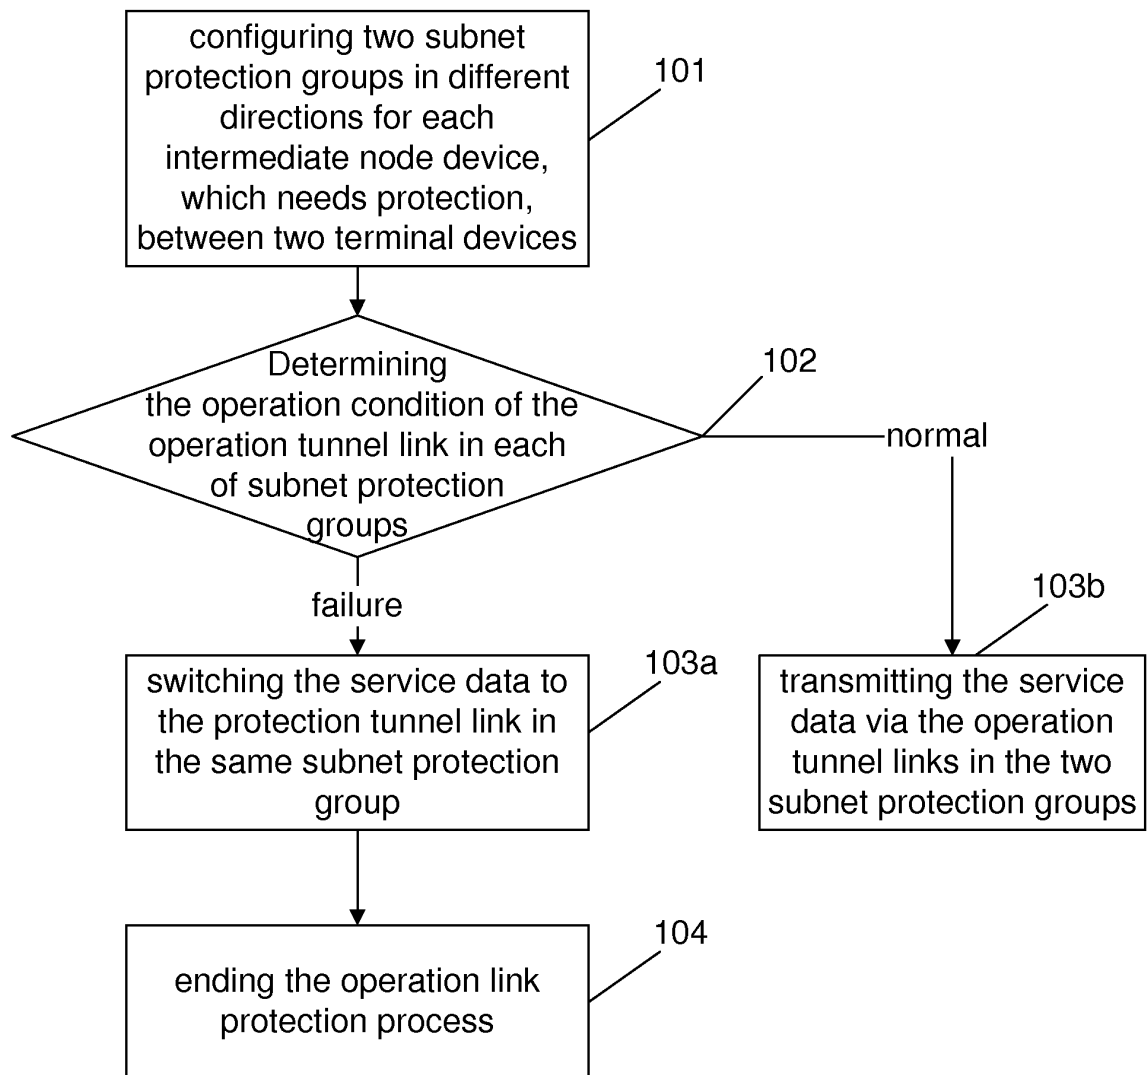 configuring two subnet
protection groups in different
directions for each
intermediate node device,
which needs protection,
between two terminal devices
101
Determining
the operation condition of the
operation tunnel link in each
of subnet protection
groups
102
normal
failure
103b
103a
switching the service data to
the protection tunnel link in
the same subnet protection
group
transmitting the service
data via the operation
tunnel links in the two
subnet protection groups
104
ending the operation link
protection process